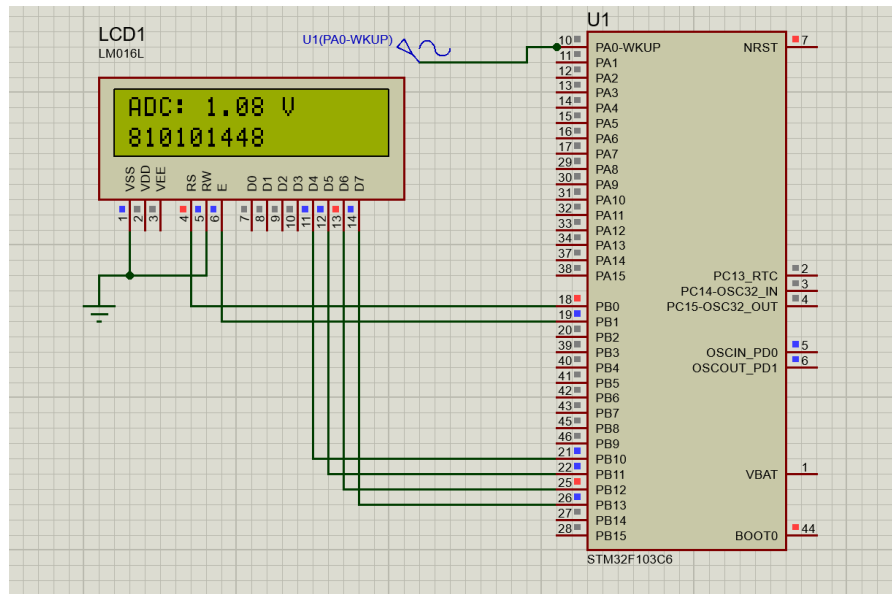 LCD1
LM016L
ADC: 1.08 V
810101448
VSS
VDD
VEE
RS
RW
E
D0
D1
D2
D3
D4
D5
D6
D7
1
2
3
4
5
6
7
8
9
10
11
12
13
14
U1(PA0-WKUP)
U1
10 PA0-WKUP
11 PA1
12 PA2
13 PA3
14 PA4
15 PA5
16 PA6
17 PA7
29 PA8
30 PA9
31 PA10
32 PA11
33 PA12
34 PA13
37 PA14
38 PA15
18 PB0
19 PB1
20 PB2
39 PB3
40 PB4
41 PB5
42 PB6
43 PB7
45 PB8
46 PB9
21 PB10
22 PB11
25 PB12
26 PB13
27 PB14
28 PB15
NRST 7
PC13_RTC 2
PC14-OSC32_IN 3
PC15-OSC32_OUT 4
OSCIN_PD0 5
OSCOUT_PD1 6
VBAT 1
BOOT0 44
STM32F103C6